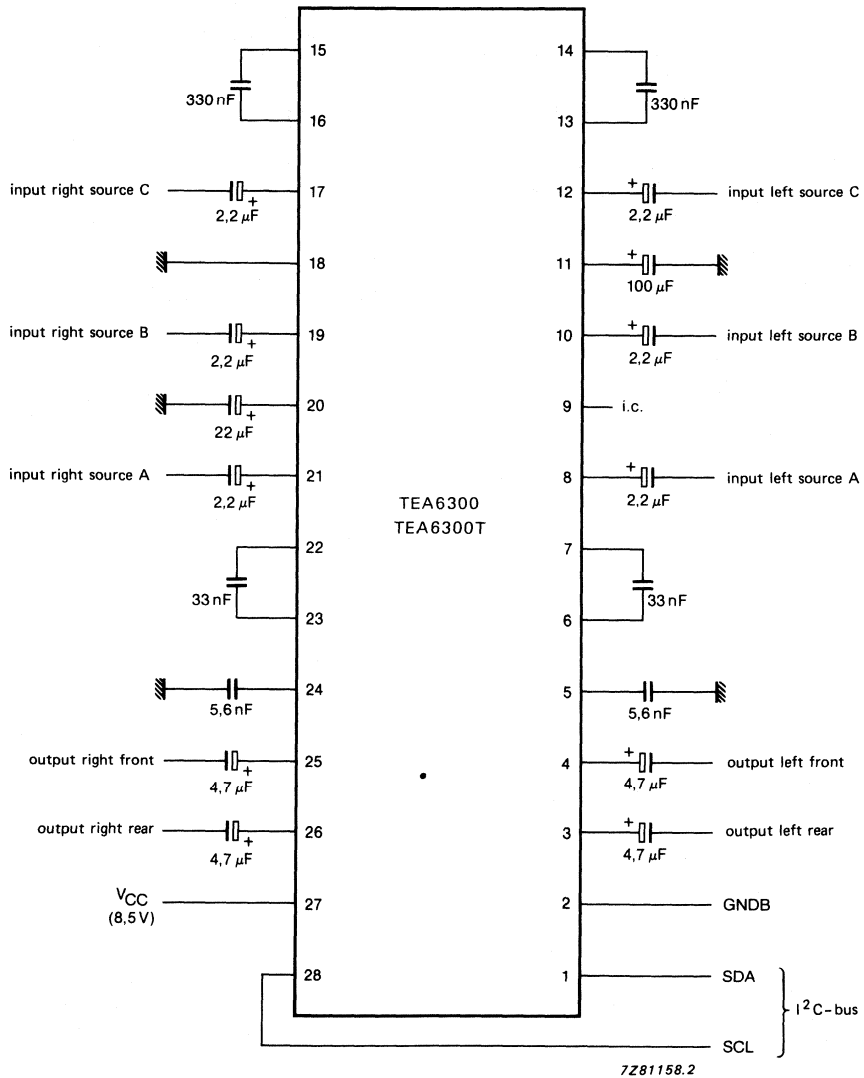 15
14
330 nF
330 nF
16
13
input right source C
+
2,2 µF
17
12
+
2,2 µF
input left source C
18
11
+
100 µF
input right source B
+
2,2 µF
19
10
+
2,2 µF
input left source B
+
22 µF
20
9
i.c.
input right source A
+
2,2 µF
21
8
+
2,2 µF
input left source A
TEA6300
TEA6300T
22
7
33 nF
33 nF
23
6
24
5
5,6 nF
5,6 nF
output right front
+
4,7 µF
25
4
+
4,7 µF
output left front
output right rear
+
4,7 µF
26
3
+
4,7 µF
output left rear
VCC
(8,5 V)
27
2
GNDB
28
1
SDA
I²C-bus
SCL
7Z81158.2